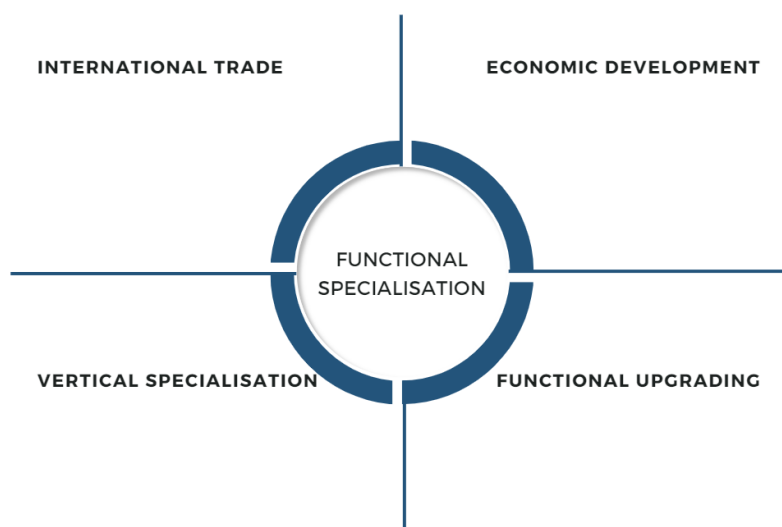 INTERNATIONAL TRADE
ECONOMIC DEVELOPMENT
FUNCTIONAL
SPECIALISATION
VERTICAL SPECIALISATION
FUNCTIONAL UPGRADING